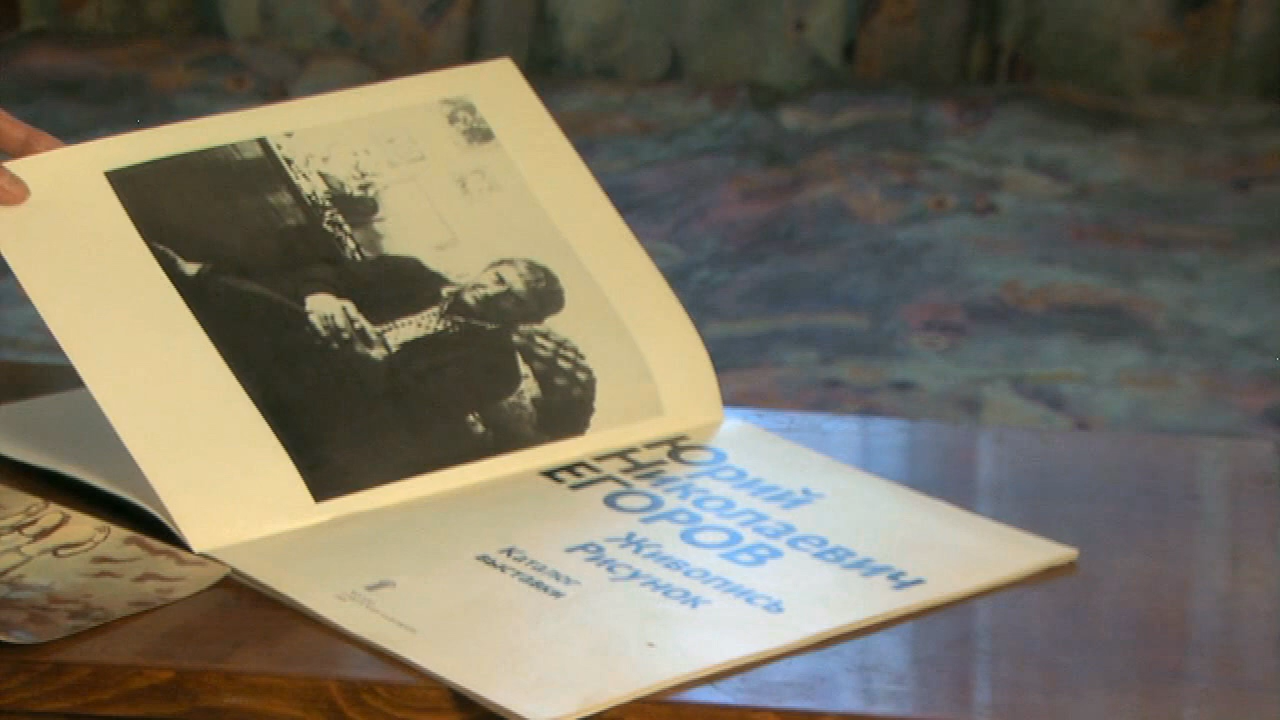 Юрий
Николаевич
ЕГОРОВ
Живопись
Рисунок
Каталог
выставки